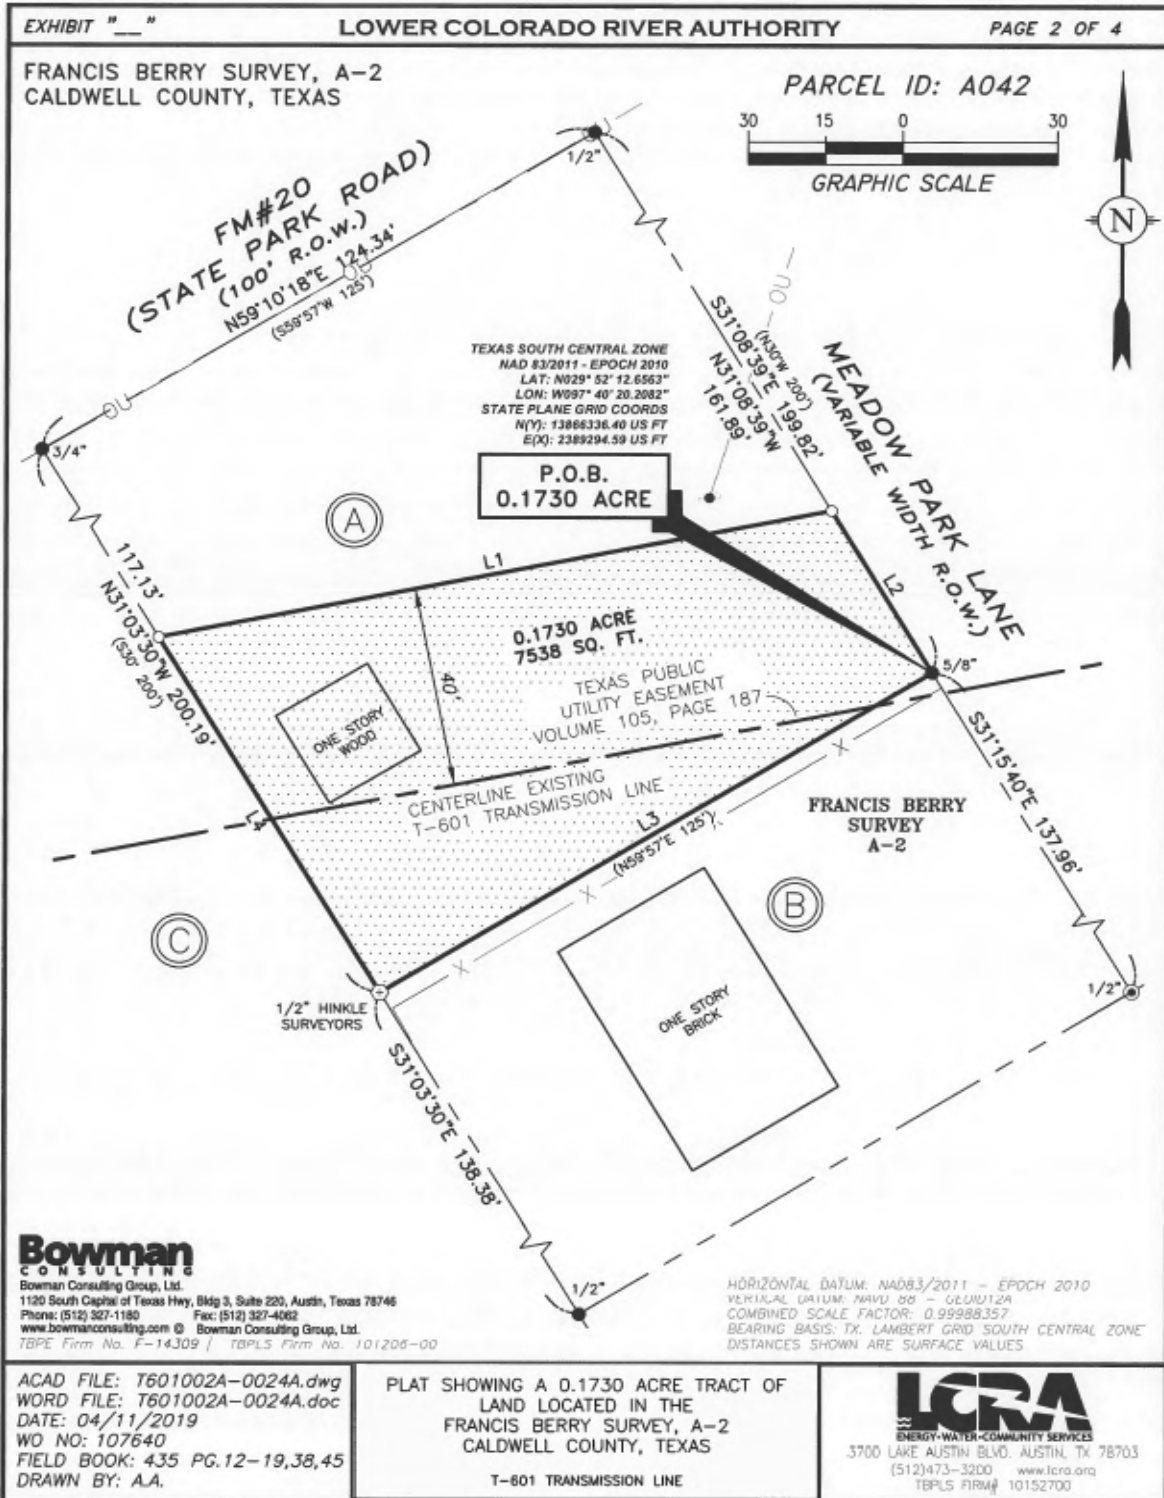 EXHIBIT "__"
LOWER COLORADO RIVER AUTHORITY
PAGE 2 OF 4
FRANCIS BERRY SURVEY, A-2
CALDWELL COUNTY, TEXAS
PARCEL ID: A042
30 15 0 30
GRAPHIC SCALE
N
1/2"
FM#20
(STATE PARK ROAD)
(100' R.O.W.)
N59°10'18"E 124.34'
(S59°57'W 125')
OU
OU
OU
OU
3/4"
TEXAS SOUTH CENTRAL ZONE
NAD 83/2011 - EPOCH 2010
LAT: N029° 52' 12.6563"
LON: W097° 40' 20.2082"
STATE PLANE GRID COORDS
N(Y): 13866336.40 US FT
E(X): 2389294.59 US FT
P.O.B.
0.1730 ACRE
S31°08'39"E 199.82'
(N30°W 200')
N31°08'39"W
161.89'
MEADOW PARK LANE
(VARIABLE WIDTH R.O.W.)
A
L1
L2
117.13'
N31°03'30"W 200.19'
(S30° 200')
0.1730 ACRE
7538 SQ. FT.
40'
TEXAS PUBLIC
UTILITY EASEMENT
VOLUME 105, PAGE 187
5/8"
ONE STORY
WOOD
CENTERLINE EXISTING
T-601 TRANSMISSION LINE
L4
L3
(N59°57'E 125')
X
X
X
X
FRANCIS BERRY
SURVEY
A-2
S31°15'40"E 137.96'
B
C
1/2" HINKLE
SURVEYORS
ONE STORY
BRICK
1/2"
S31°03'30"E 138.38'
1/2"
Bowman
CONSULTING
Bowman Consulting Group, Ltd.
1120 South Capital of Texas Hwy, Bldg 3, Suite 220, Austin, Texas 78746
Phone: (512) 327-1180 Fax: (512) 327-4062
www.bowmanconsulting.com © Bowman Consulting Group, Ltd.
TBPE Firm No. F-14309 | TBPLS Firm No. 101206-00
HORIZONTAL DATUM: NAD83/2011 - EPOCH 2010
VERTICAL DATUM: NAVD 88 - GEOID12A
COMBINED SCALE FACTOR: 0.99988357
BEARING BASIS: TX. LAMBERT GRID SOUTH CENTRAL ZONE
DISTANCES SHOWN ARE SURFACE VALUES
ACAD FILE: T601002A-0024A.dwg
WORD FILE: T601002A-0024A.doc
DATE: 04/11/2019
WO NO: 107640
FIELD BOOK: 435 PG.12-19,38,45
DRAWN BY: A.A.
PLAT SHOWING A 0.1730 ACRE TRACT OF
LAND LOCATED IN THE
FRANCIS BERRY SURVEY, A-2
CALDWELL COUNTY, TEXAS
T-601 TRANSMISSION LINE
LCRA
ENERGY•WATER•COMMUNITY SERVICES
3700 LAKE AUSTIN BLVD. AUSTIN, TX 78703
(512)473-3200 www.lcra.org
TBPLS FIRM# 10152700